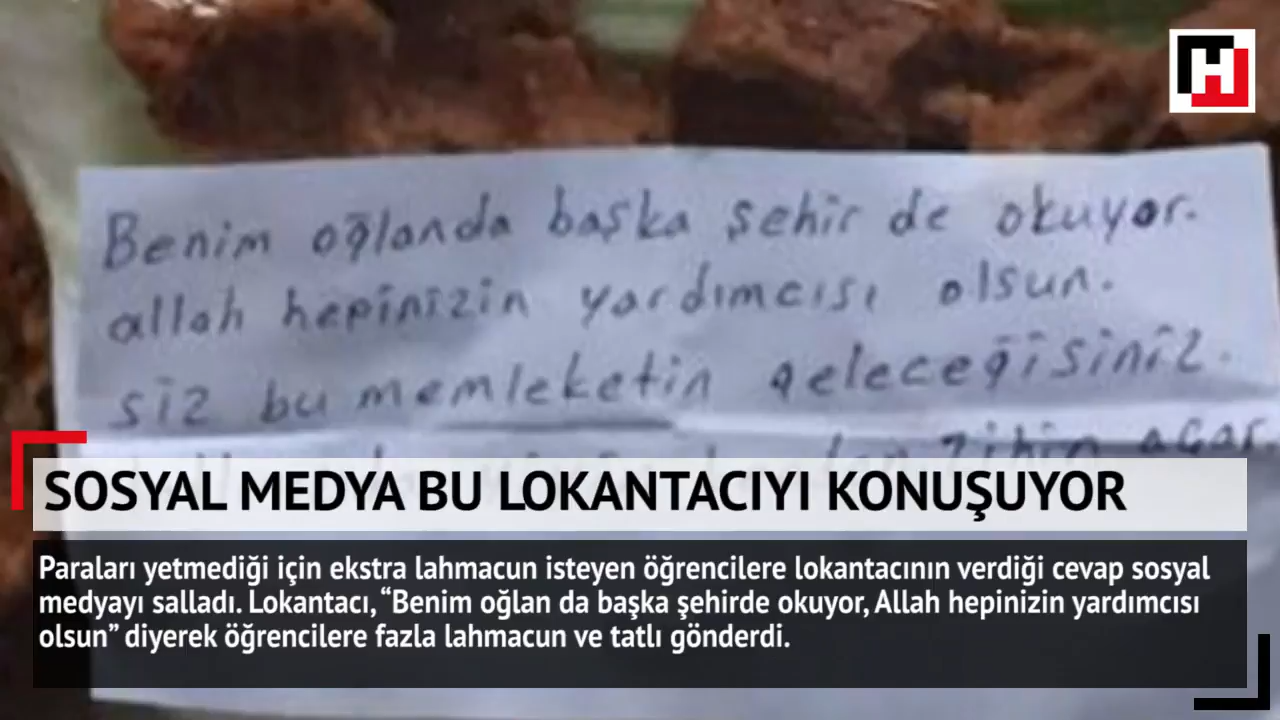 Benim oğlanda başka şehir de okuyor.
allah hepinizin yardımcısı olsun.
siz bu memleketin geleceğisiniz.
zihin açar.
SOSYAL MEDYA BU LOKANTACIYI KONUŞUYOR
Paraları yetmediği için ekstra lahmacun isteyen öğrencilere lokantacının verdiği cevap sosyal
medyayı salladı. Lokantacı, “Benim oğlan da başka şehirde okuyor, Allah hepinizin yardımcısı
olsun” diyerek öğrencilere fazla lahmacun ve tatlı gönderdi.